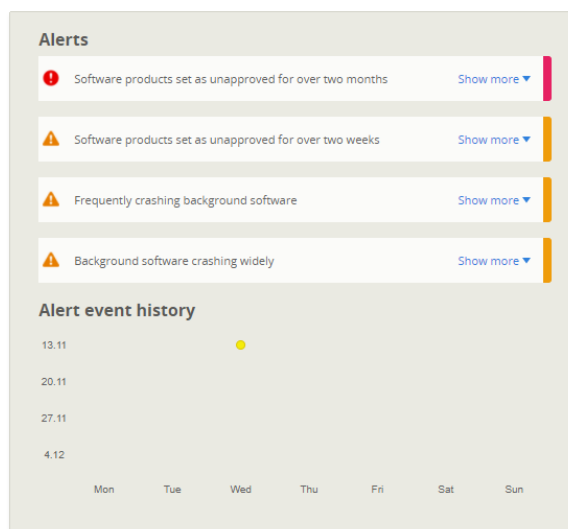 Alerts
Software products set as unapproved for over two months Show more
Software products set as unapproved for over two weeks Show more
Frequently crashing background software Show more
Background software crashing widely Show more
Alert event history
13.11
20.11
27.11
4.12
Mon Tue Wed Thu Fri Sat Sun